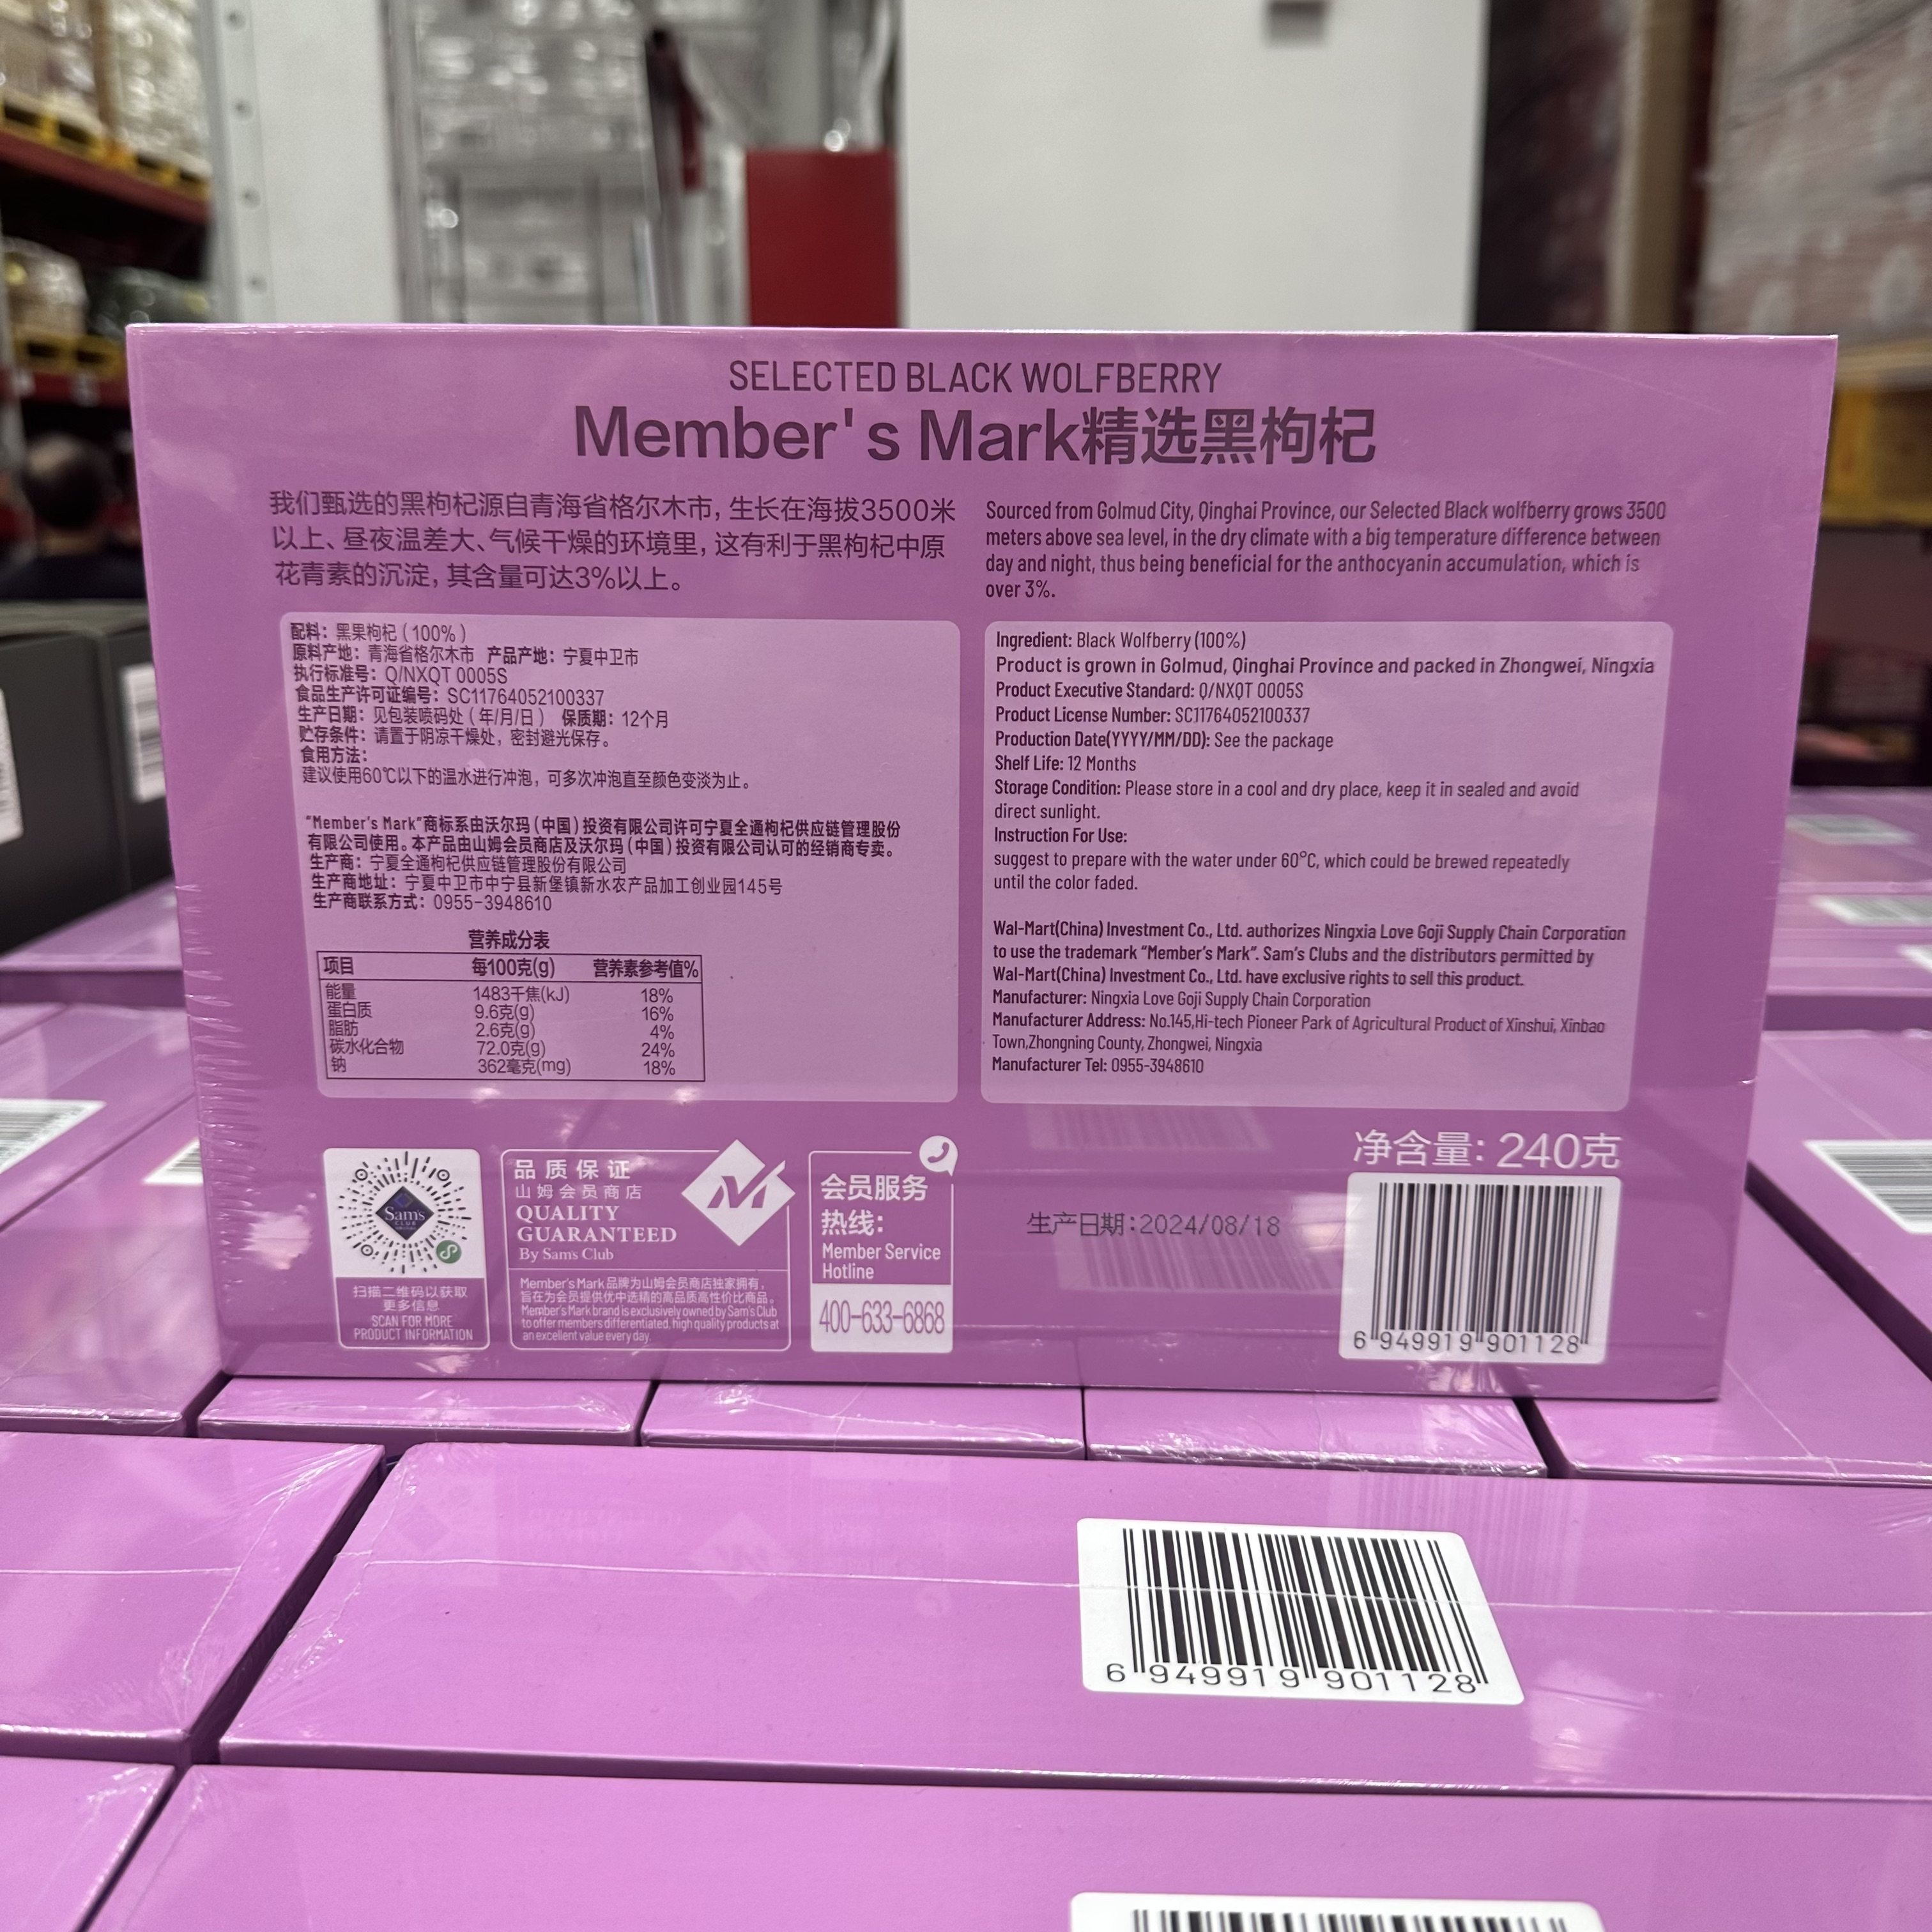 SELECTED BLACK WOLFBERRY
Member's Mark精选黑枸杞
我们甄选的黑枸杞源自青海省格尔木市，生长在海拔3500米
以上、昼夜温差大、气候干燥的环境里，这有利于黑枸杞中原
花青素的沉淀，其含量可达3%以上。
Sourced from Golmud City, Qinghai Province, our Selected Black wolfberry grows 3500
meters above sea level, in the dry climate with a big temperature difference between
day and night, thus being beneficial for the anthocyanin accumulation, which is
over 3%.
配料：黑果枸杞（100%）
原料产地：青海省格尔木市 产品产地：宁夏中卫市
执行标准号：Q/NXQT 0005S
食品生产许可证编号：SC11764052100337
生产日期：见包装喷码处（年/月/日） 保质期：12个月
贮存条件：请置于阴凉干燥处，密封避光保存。
食用方法：
建议使用60℃以下的温水进行冲泡，可多次冲泡直至颜色变淡为止。
“Member's Mark”商标系由沃尔玛（中国）投资有限公司许可宁夏全通枸杞供应链管理股份
有限公司使用。本产品由山姆会员商店及沃尔玛（中国）投资有限公司认可的经销商专卖。
生产商：宁夏全通枸杞供应链管理股份有限公司
生产商地址：宁夏中卫市中宁县新堡镇新水农产品加工创业园145号
生产商联系方式：0955-3948610
营养成分表
项目 每100克(g) 营养素参考值%
能量 1483千焦(kJ) 18%
蛋白质 9.6克(g) 16%
脂肪 2.6克(g) 4%
碳水化合物 72.0克(g) 24%
钠 362毫克(mg) 18%
Ingredient: Black Wolfberry (100%)
Product is grown in Golmud, Qinghai Province and packed in Zhongwei, Ningxia
Product Executive Standard: Q/NXQT 0005S
Product License Number: SC11764052100337
Production Date(YYYY/MM/DD): See the package
Shelf Life: 12 Months
Storage Condition: Please store in a cool and dry place, keep it in sealed and avoid
direct sunlight.
Instruction For Use:
suggest to prepare with the water under 60℃, which could be brewed repeatedly
until the color faded.
Wal-Mart(China) Investment Co., Ltd. authorizes Ningxia Love Goji Supply Chain Corporation
to use the trademark “Member's Mark”. Sam's Clubs and the distributors permitted by
Wal-Mart(China) Investment Co., Ltd. have exclusive rights to sell this product.
Manufacturer: Ningxia Love Goji Supply Chain Corporation
Manufacturer Address: No.145,Hi-tech Pioneer Park of Agricultural Product of Xinshui, Xinbao
Town,Zhongning County, Zhongwei, Ningxia
Manufacturer Tel: 0955-3948610
Sam's
CLUB
扫描二维码以获取
更多信息
SCAN FOR MORE
PRODUCT INFORMATION
品质保证
山姆会员商店
QUALITY
GUARANTEED
By Sam's Club
M
Member's Mark 品牌为山姆会员商店独家拥有，
旨在为会员提供优中选精的高品质高性价比商品。
Member's Mark brand is exclusively owned by Sam's Club
to offer members differentiated, high quality products at
an excellent value every day.
会员服务
热线：
Member Service
Hotline
400-633-6868
生产日期：2024/08/18
净含量：240克
6 949919 901128
6 949919 901128